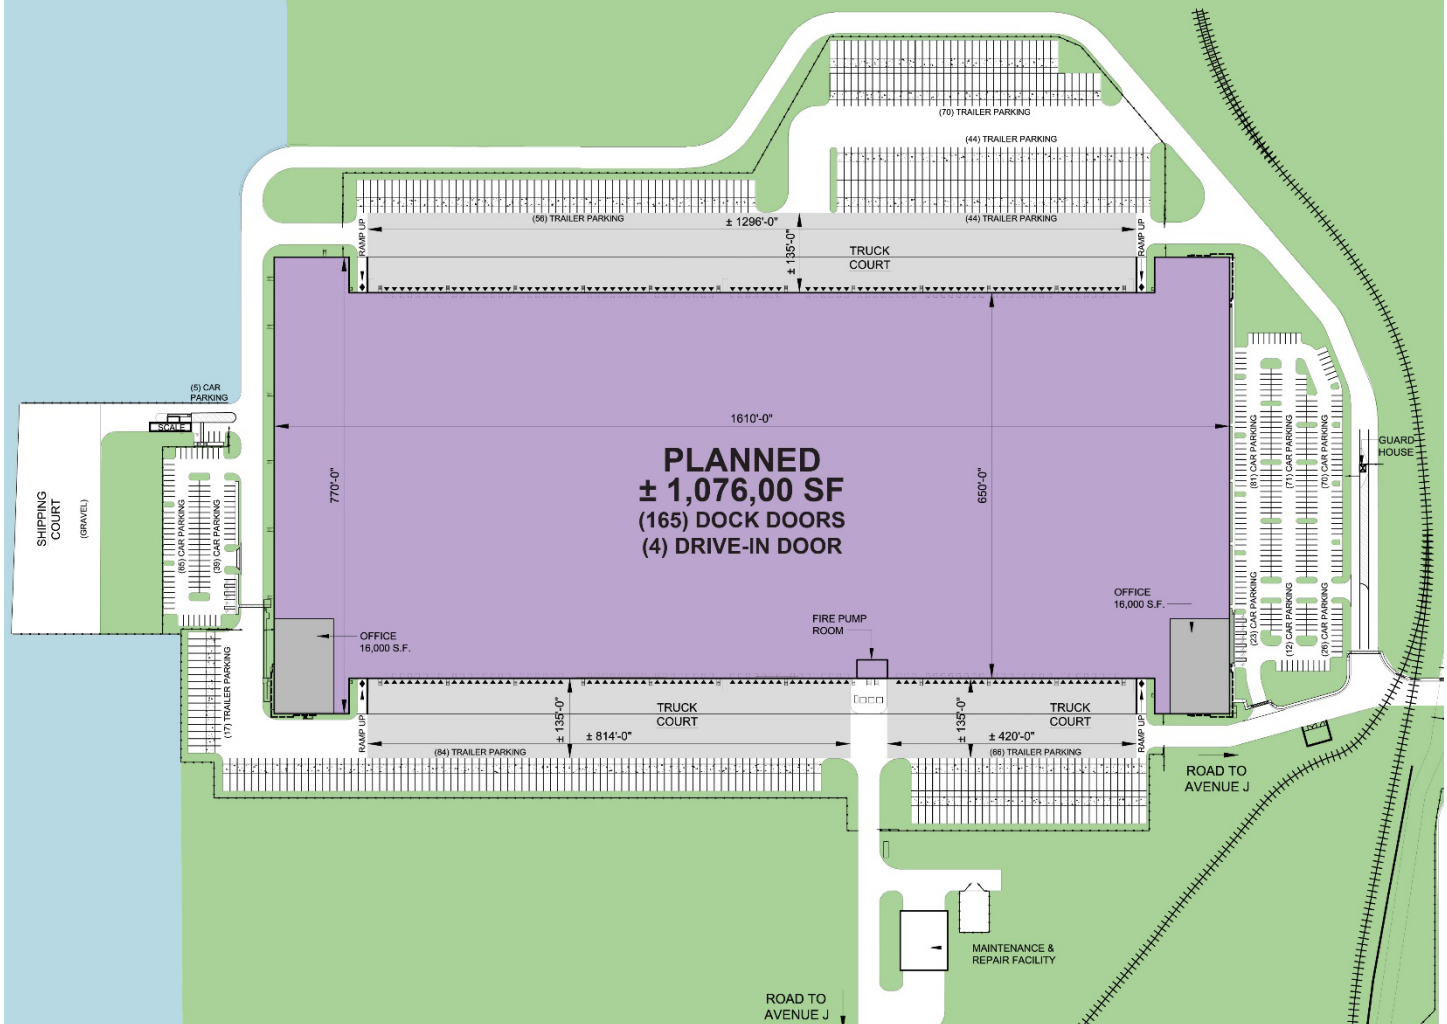 (70) TRAILER PARKING
(44) TRAILER PARKING
(56) TRAILER PARKING
(44) TRAILER PARKING
± 1296'-0"
RAMP UP
± 135'-0"
TRUCK
COURT
RAMP UP
(5) CAR
PARKING
SCALE
SHIPPING
COURT
(GRAVEL)
(65) CAR PARKING
(39) CAR PARKING
(17) TRAILER PARKING
770'-0"
1610'-0"
650'-0"
PLANNED
± 1,076,00 SF
(165) DOCK DOORS
(4) DRIVE-IN DOOR
(81) CAR PARKING
(71) CAR PARKING
(70) CAR PARKING
GUARD
HOUSE
(23) CAR PARKING
(12) CAR PARKING
(26) CAR PARKING
OFFICE
16,000 S.F.
OFFICE
16,000 S.F.
FIRE PUMP
ROOM
RAMP UP
TRUCK
COURT
± 135'-0"
± 814'-0"
(84) TRAILER PARKING
TRUCK
COURT
± 135'-0"
± 420'-0"
(66) TRAILER PARKING
RAMP UP
ROAD TO
AVENUE J
MAINTENANCE &
REPAIR FACILITY
ROAD TO
AVENUE J